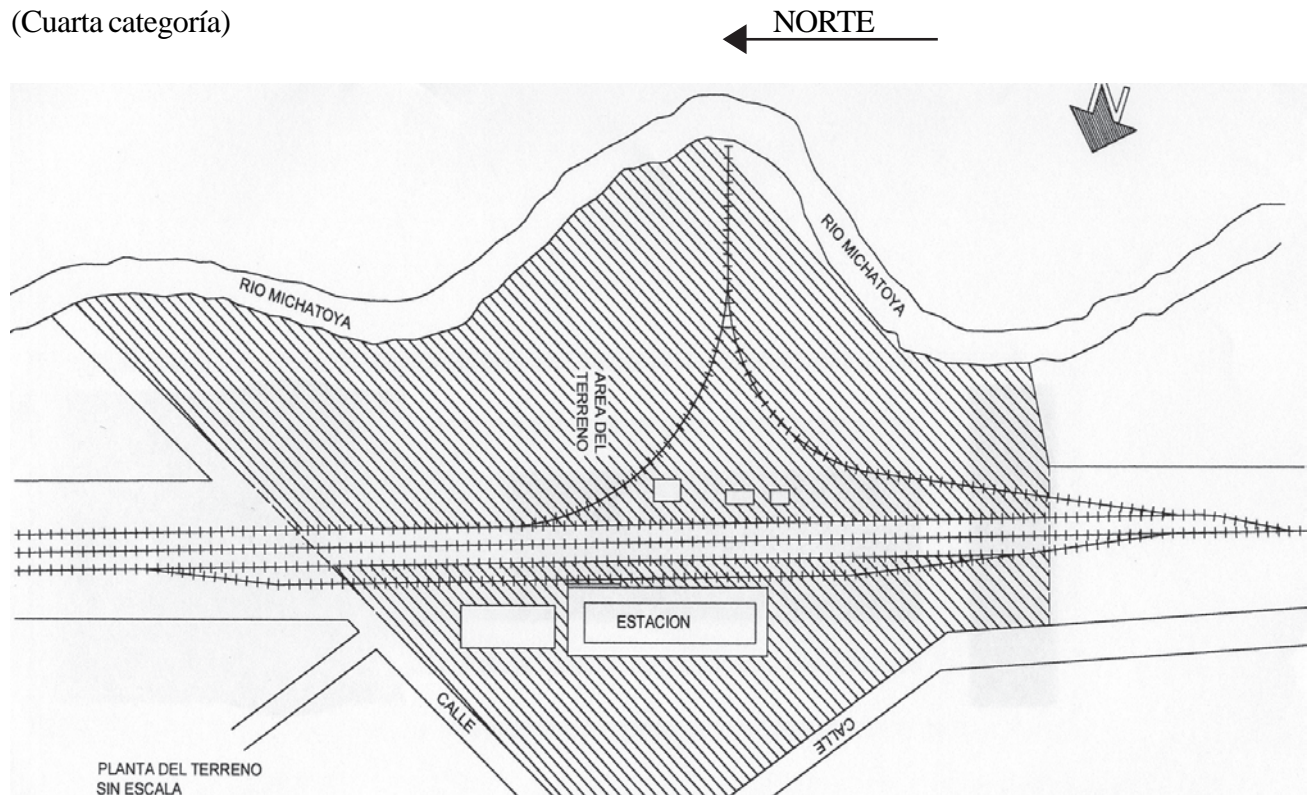 (Cuarta categoría)
NORTE
N
RIO MICHATOYA
RIO MICHATOYA
AREA DEL
TERRENO
ESTACION
CALLE
CALLE
PLANTA DEL TERRENO
SIN ESCALA